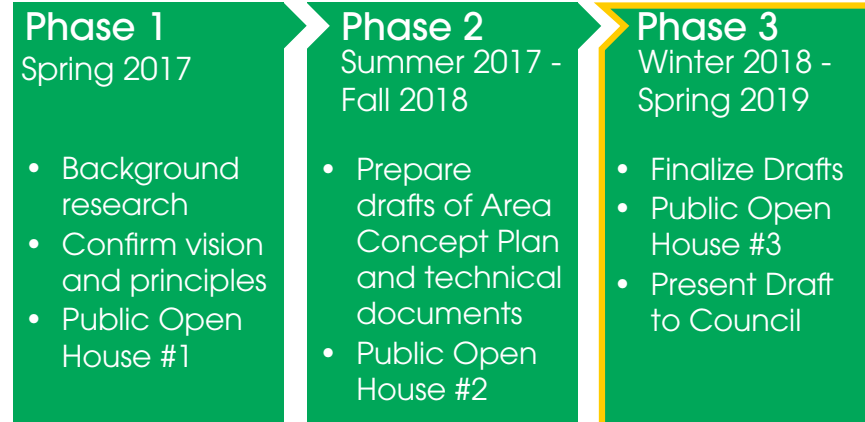 Phase 1
Spring 2017
• Background
research
• Confirm vision
and principles
• Public Open
House #1
Phase 2
Summer 2017 -
Fall 2018
• Prepare
drafts of Area
Concept Plan
and technical
documents
• Public Open
House #2
Phase 3
Winter 2018 -
Spring 2019
• Finalize Drafts
• Public Open
House #3
• Present Draft
to Council